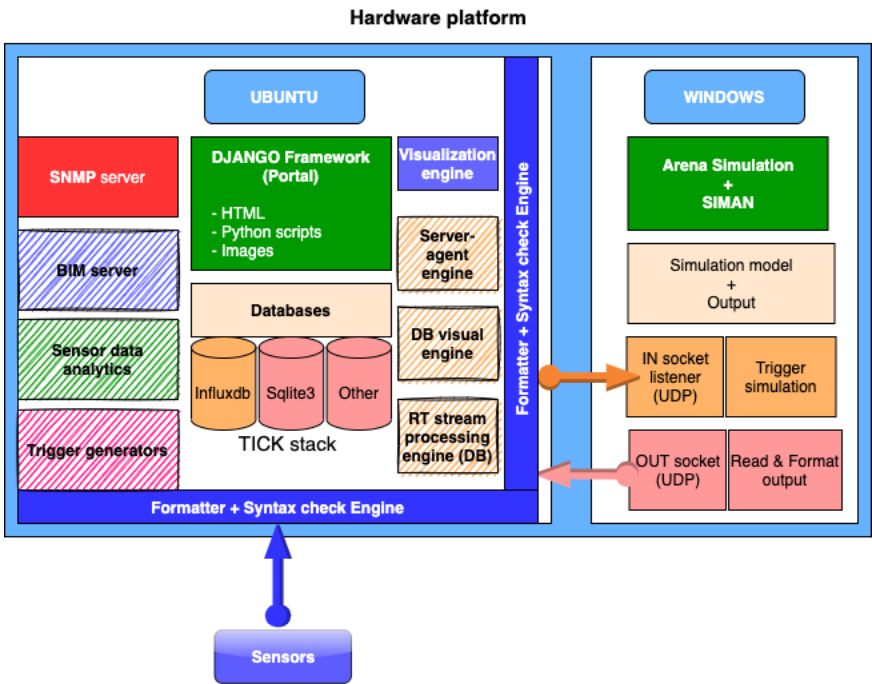 Hardware platform
UBUNTU
SNMP server
BIM server
Sensor data
analytics
Trigger generators
DJANGO Framework
(Portal)
- HTML
- Python scripts
- Images
Databases
Influxdb
Sqlite3
Other
TICK stack
Visualization
engine
Server-
agent
engine
DB visual
engine
RT stream
processing
engine (DB)
Formatter + Syntax check Engine
Formatter + Syntax check Engine
WINDOWS
Arena Simulation
+
SIMAN
Simulation model
+
Output
IN socket
listener
(UDP)
Trigger
simulation
OUT socket
(UDP)
Read & Format
output
Sensors